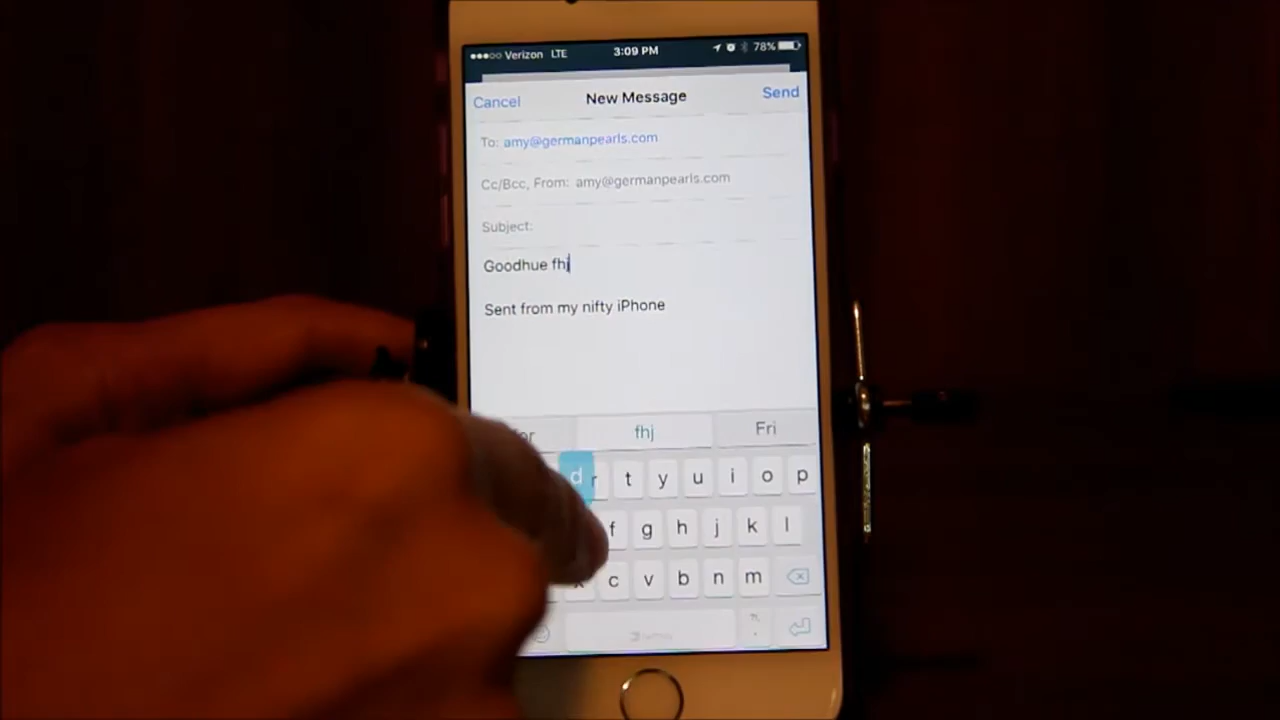 Verizon LTE 3:09 PM 78%
Cancel New Message Send
To: amy@germanpearls.com
Cc/Bcc, From: amy@germanpearls.com
Subject:
Goodhue fhj
Sent from my nifty iPhone
fhj Fri
d r t y u i o p
f g h j k l
c v b n m